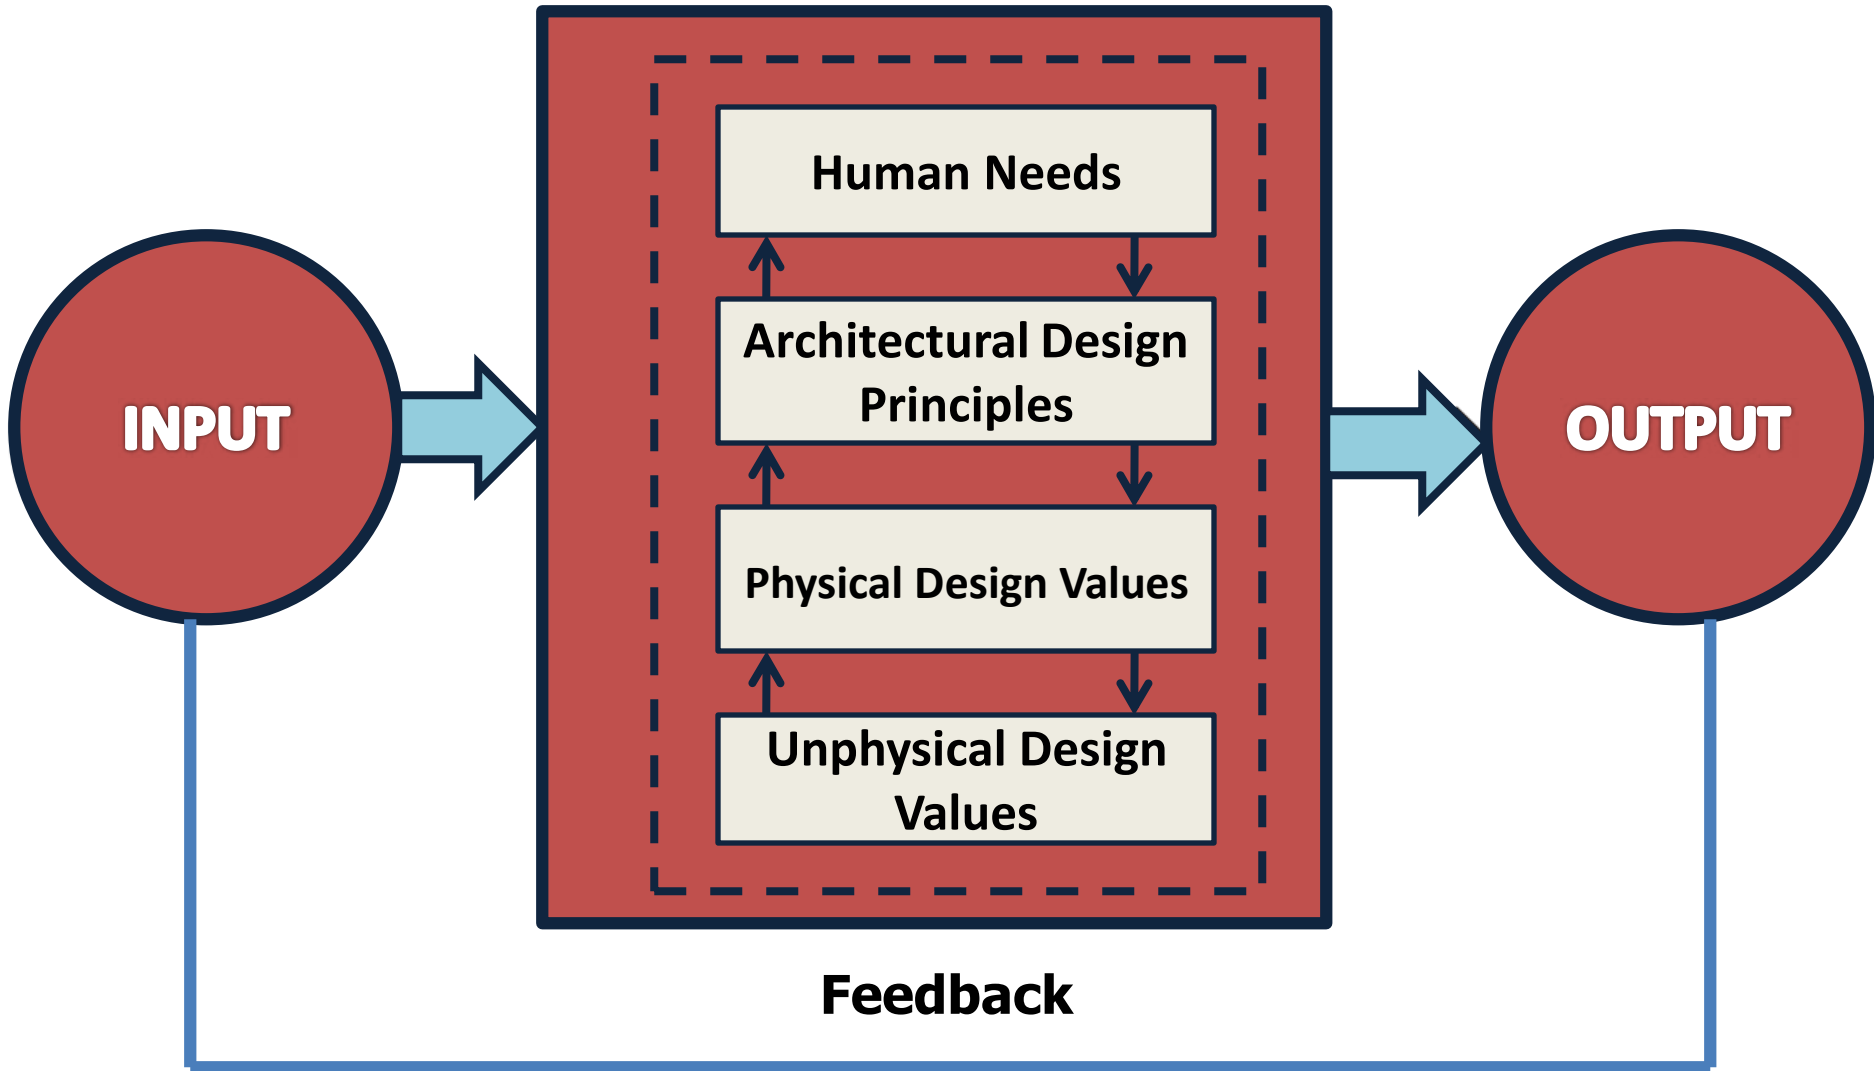 Human Needs
Architectural Design
Principles
INPUT
OUTPUT
Physical Design Values
Unphysical Design
Values
Feedback